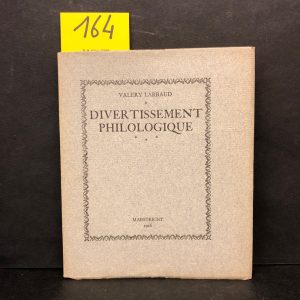 164
VALERY LARBAUD
DIVERTISSEMENT
PHILOLOGIQUE
MAESTRICHT